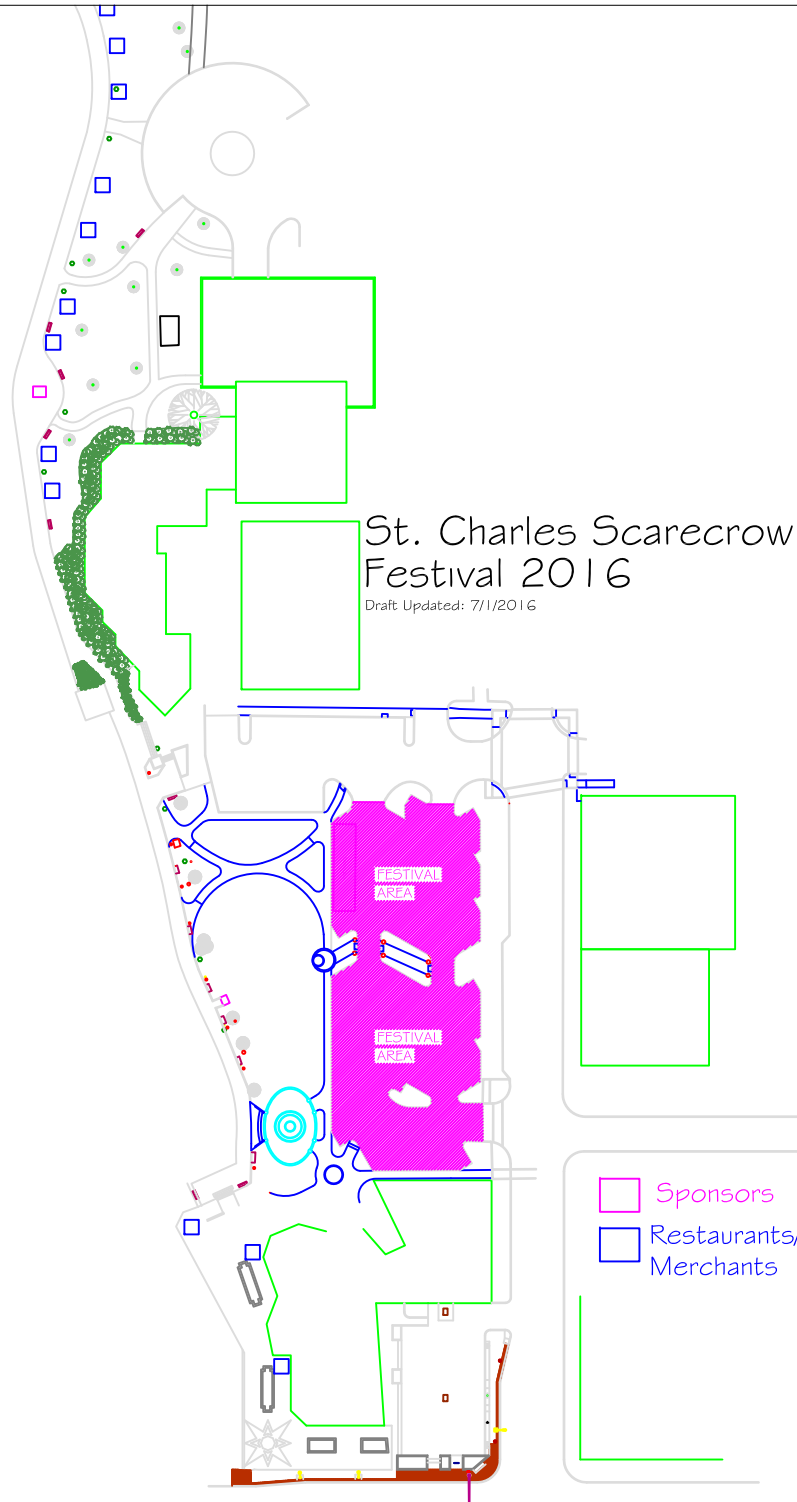 St. Charles Scarecrow
Festival 2016
Draft Updated: 7/1/2016
FESTIVAL
AREA
FESTIVAL
AREA
Sponsors
Restaurants/
Merchants